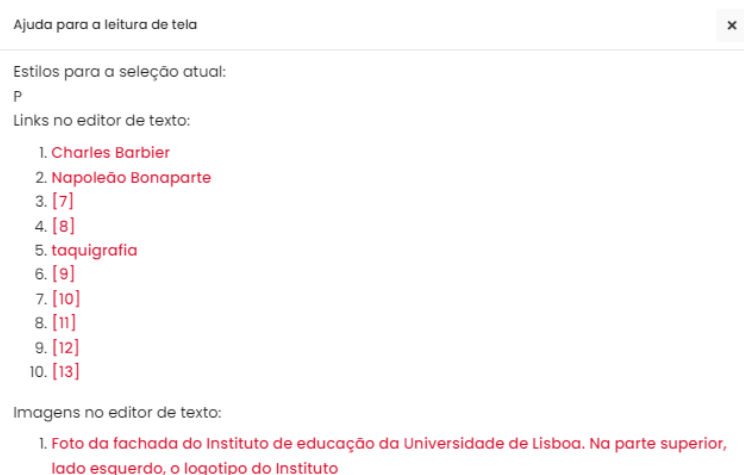 Ajuda para a leitura de tela
×
Estilos para a seleção atual:
P
Links no editor de texto:
1. Charles Barbier
2. Napoleão Bonaparte
3. [7]
4. [8]
5. taquigrafia
6. [9]
7. [10]
8. [11]
9. [12]
10. [13]
Imagens no editor de texto:
1. Foto da fachada do Instituto de educação da Universidade de Lisboa. Na parte superior,
lado esquerdo, o logotipo do Instituto